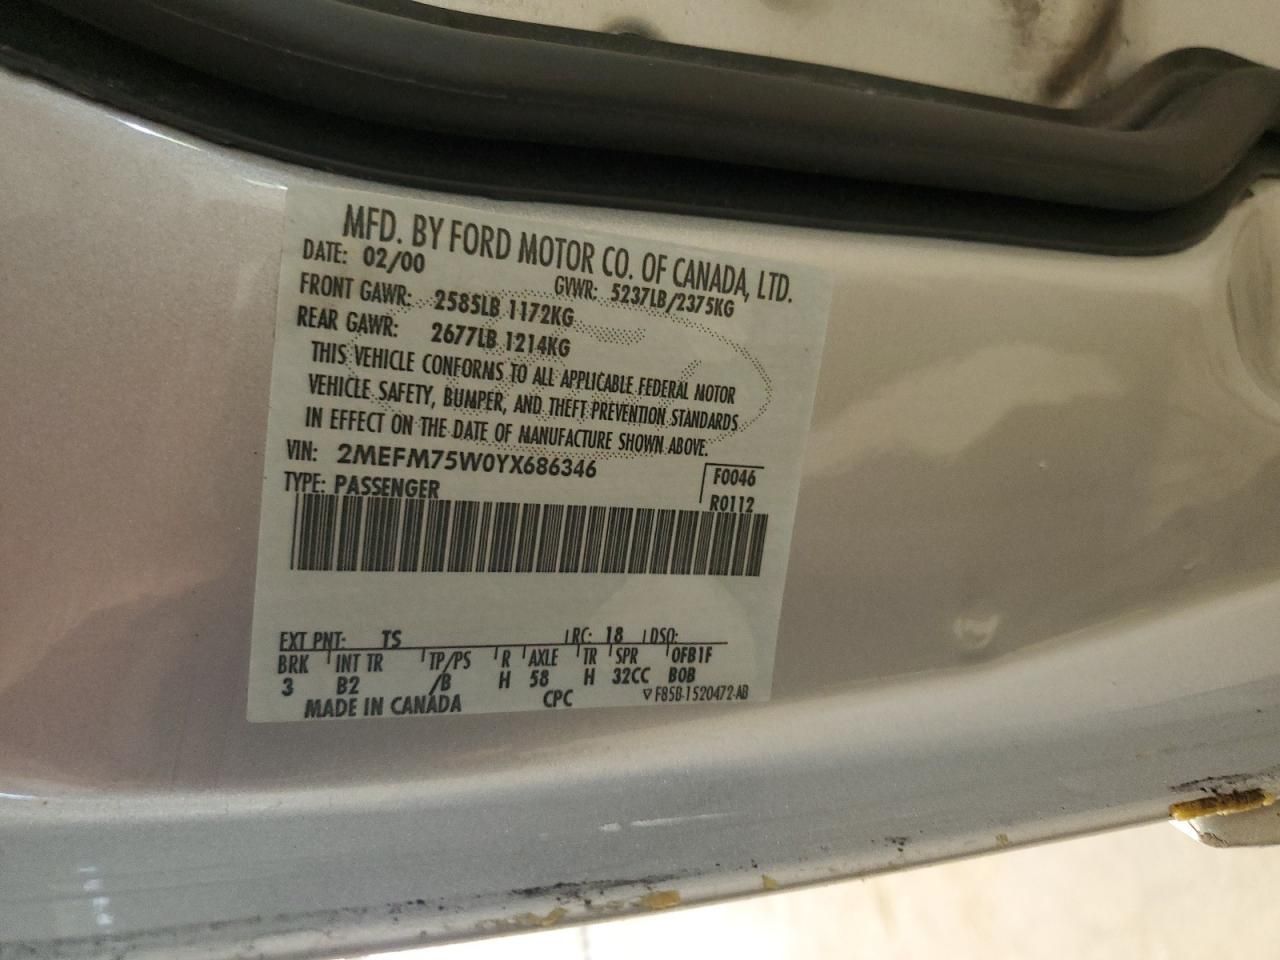 MFD. BY FORD MOTOR CO. OF CANADA, LTD.
DATE: 02/00 GVWR: 5237LB/2375KG
FRONT GAWR: 2585LB 1172KG
REAR GAWR: 2677LB 1214KG
THIS VEHICLE CONFORMS TO ALL APPLICABLE FEDERAL MOTOR
VEHICLE SAFETY, BUMPER, AND THEFT PREVENTION STANDARDS
IN EFFECT ON THE DATE OF MANUFACTURE SHOWN ABOVE.
VIN: 2MEFM75W0YX686346 F0046
TYPE: PASSENGER R0112
EXT PNT: TS RC: 18 DSO:
BRK INT TR TP/PS R AXLE TR SPR OFB1F
3 B2 /B H 58 H 32CC BOB
MADE IN CANADA CPC F85B-1520472-AB